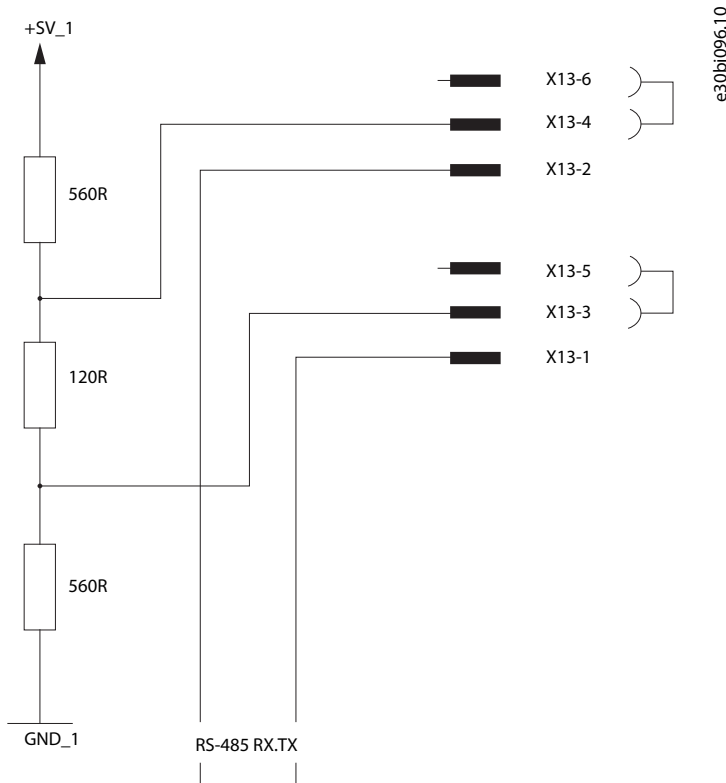 +SV_1
e30bi096.10
X13-6
X13-4
X13-2
560R
X13-5
X13-3
X13-1
120R
560R
GND_1
RS-485 RX.TX